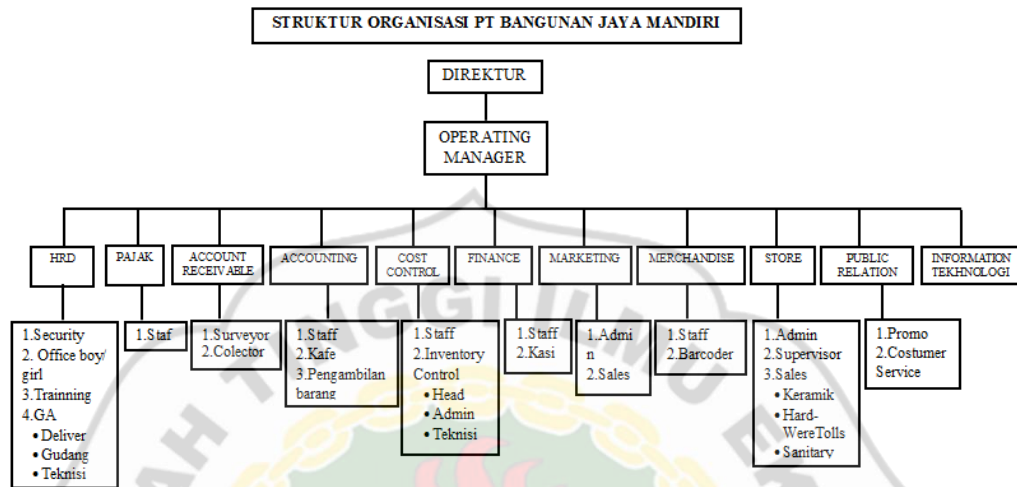 STRUKTUR ORGANISASI PT BANGUNAN JAYA MANDIRI
DIREKTUR
OPERATING
MANAGER
HRD
PAJAK
ACCOUNT
RECEIVABLE
ACCOUNTING
COST
CONTROL
FINANCE
MARKETING
MERCHANDISE
STORE
PUBLIC
RELATION
INFORMATION
TEKHNOLOGI
1.Security
2. Office boy/
girl
3.Trainning
4.GA
• Deliver
• Gudang
• Teknisi
1.Staf
1.Surveyor
2.Colector
1.Staff
2.Kafe
3.Pengambilan
barang
1.Staff
2.Inventory
Control
• Head
• Admin
• Teknisi
1.Staff
2.Kasi
1.Admi
n
2.Sales
1.Staff
2.Barcoder
1.Admin
2.Supervisor
3.Sales
• Keramik
• Hard-
WereTolls
• Sanitary
1.Promo
2.Costumer
Service
TINGGI ILMU